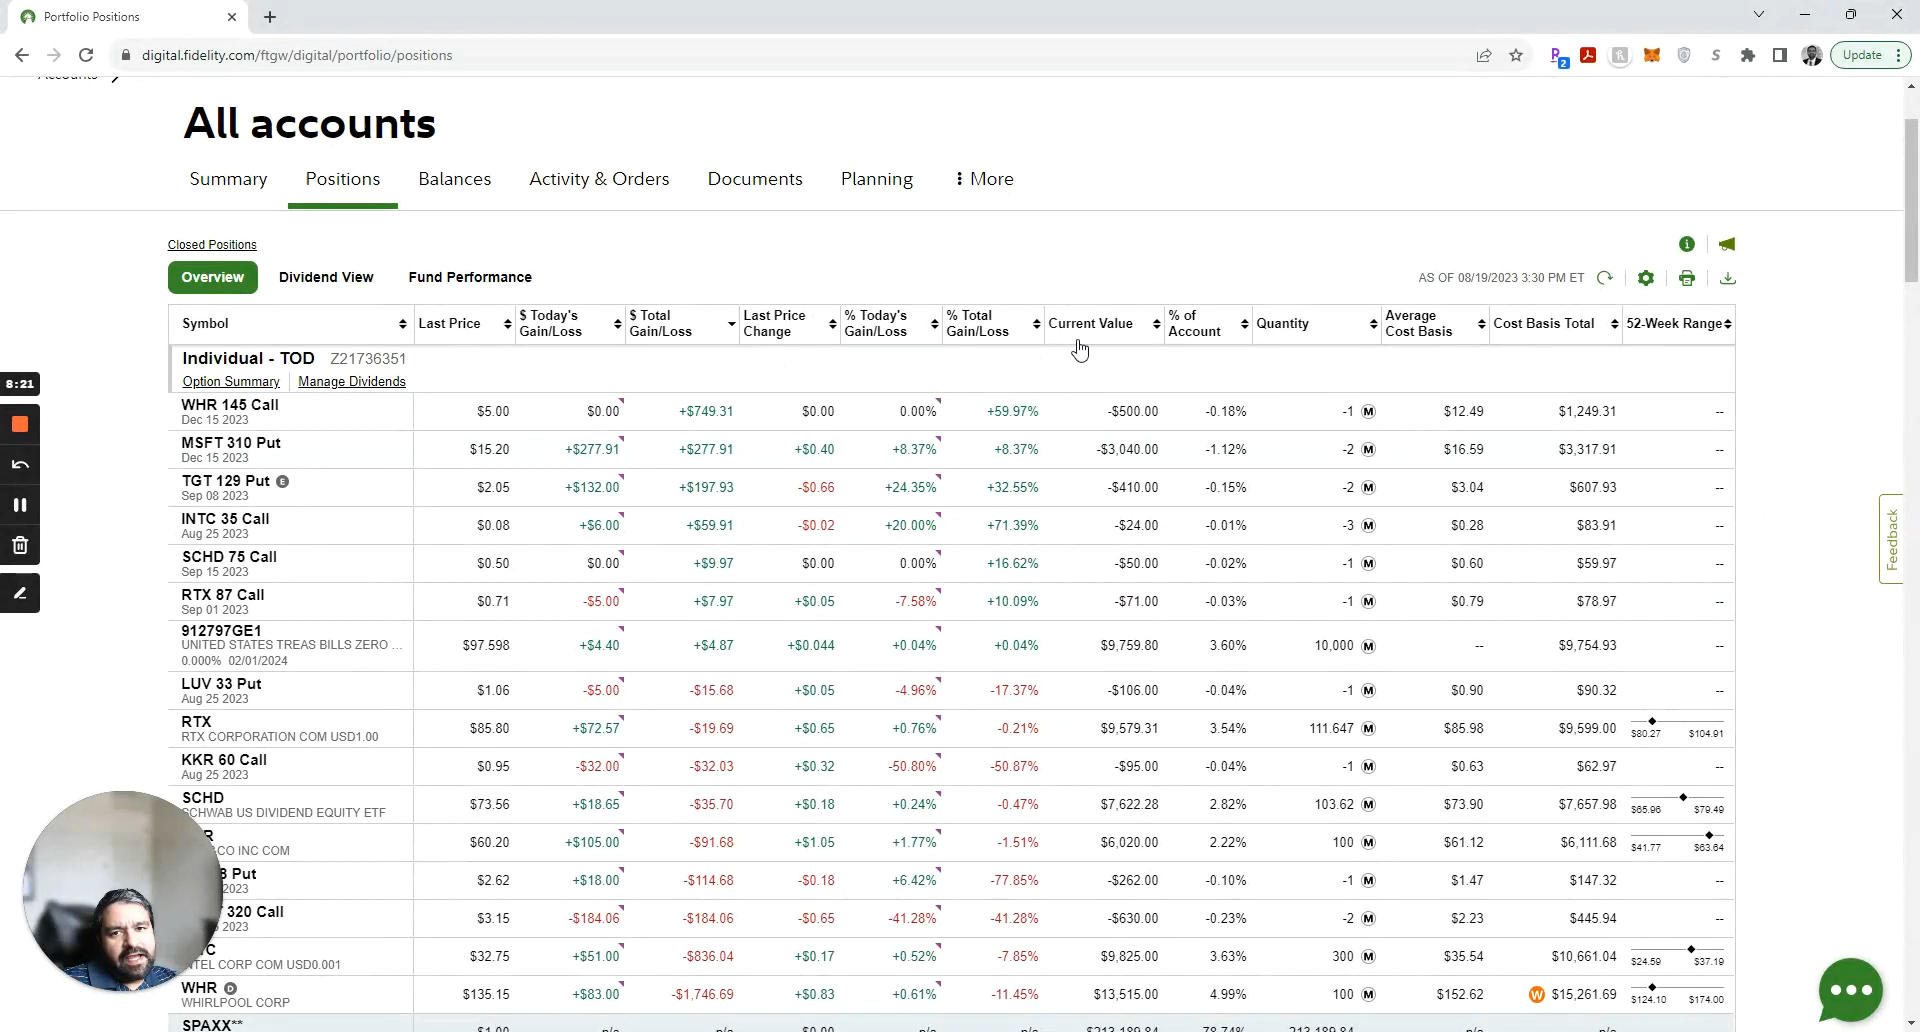 Portfolio Positions
digital.fidelity.com/ftgw/digital/portfolio/positions
2
Update
Accounts
All accounts
Summary Positions Balances Activity & Orders Documents Planning More
Closed Positions
Overview Dividend View Fund Performance
AS OF 08/19/2023 3:30 PM ET
Symbol Last Price $ Today's Gain/Loss $ Total Gain/Loss Last Price Change % Today's Gain/Loss % Total Gain/Loss Current Value % of Account Quantity Average Cost Basis Cost Basis Total 52-Week Range
Individual - TOD Z21736351
Option Summary Manage Dividends
WHR 145 Call $5.00 $0.00 +$749.31 $0.00 0.00% +59.97% -$500.00 -0.18% -1 M $12.49 $1,249.31 --
Dec 15 2023
MSFT 310 Put $15.20 +$277.91 +$277.91 +$0.40 +8.37% +8.37% -$3,040.00 -1.12% -2 M $16.59 $3,317.91 --
Dec 15 2023
TGT 129 Put E $2.05 +$132.00 +$197.93 -$0.66 +24.35% +32.55% -$410.00 -0.15% -2 M $3.04 $607.93 --
Sep 08 2023
INTC 35 Call $0.08 +$6.00 +$59.91 -$0.02 +20.00% +71.39% -$24.00 -0.01% -3 M $0.28 $83.91 --
Aug 25 2023
SCHD 75 Call $0.50 $0.00 +$9.97 $0.00 0.00% +16.62% -$50.00 -0.02% -1 M $0.60 $59.97 --
Sep 15 2023
RTX 87 Call $0.71 -$5.00 +$7.97 +$0.05 -7.58% +10.09% -$71.00 -0.03% -1 M $0.79 $78.97 --
Sep 01 2023
912797GE1
UNITED STATES TREAS BILLS ZERO ... $97.598 +$4.40 +$4.87 +$0.044 +0.04% +0.04% $9,759.80 3.60% 10,000 M -- $9,754.93 --
0.000% 02/01/2024
LUV 33 Put $1.06 -$5.00 -$15.68 +$0.05 -4.96% -17.37% -$106.00 -0.04% -1 M $0.90 $90.32 --
Aug 25 2023
RTX $85.80 +$72.57 -$19.69 +$0.65 +0.76% -0.21% $9,579.31 3.54% 111.647 M $85.98 $9,599.00 $80.27 $104.91
RTX CORPORATION COM USD1.00
KKR 60 Call $0.95 -$32.00 -$32.03 +$0.32 -50.80% -50.87% -$95.00 -0.04% -1 M $0.63 $62.97 --
Aug 25 2023
SCHD $73.56 +$18.65 -$35.70 +$0.18 +0.24% -0.47% $7,622.28 2.82% 103.62 M $73.90 $7,657.98 $65.96 $79.49
SCHWAB US DIVIDEND EQUITY ETF
R $60.20 +$105.00 -$91.68 +$1.05 +1.77% -1.51% $6,020.00 2.22% 100 M $61.12 $6,111.68 $41.77 $63.64
CO INC COM
Put $2.62 +$18.00 -$114.68 -$0.18 +6.42% -77.85% -$262.00 -0.10% -1 M $1.47 $147.32 --
2023
320 Call $3.15 -$184.06 -$184.06 -$0.65 -41.28% -41.28% -$630.00 -0.23% -2 M $2.23 $445.94 --
2023
C $32.75 +$51.00 -$836.04 +$0.17 +0.52% -7.85% $9,825.00 3.63% 300 M $35.54 $10,661.04 $24.59 $37.19
NTEL CORP COM USD0.001
WHR D $135.15 +$83.00 -$1,746.69 +$0.83 +0.61% -11.45% $13,515.00 4.99% 100 M $152.62 W $15,261.69 $124.10 $174.00
WHIRLPOOL CORP
SPAXX** $1.00 n/a n/a $0.00 n/a n/a $213,189.84 78.74% 213,189.84 n/a n/a
8:21
Feedback